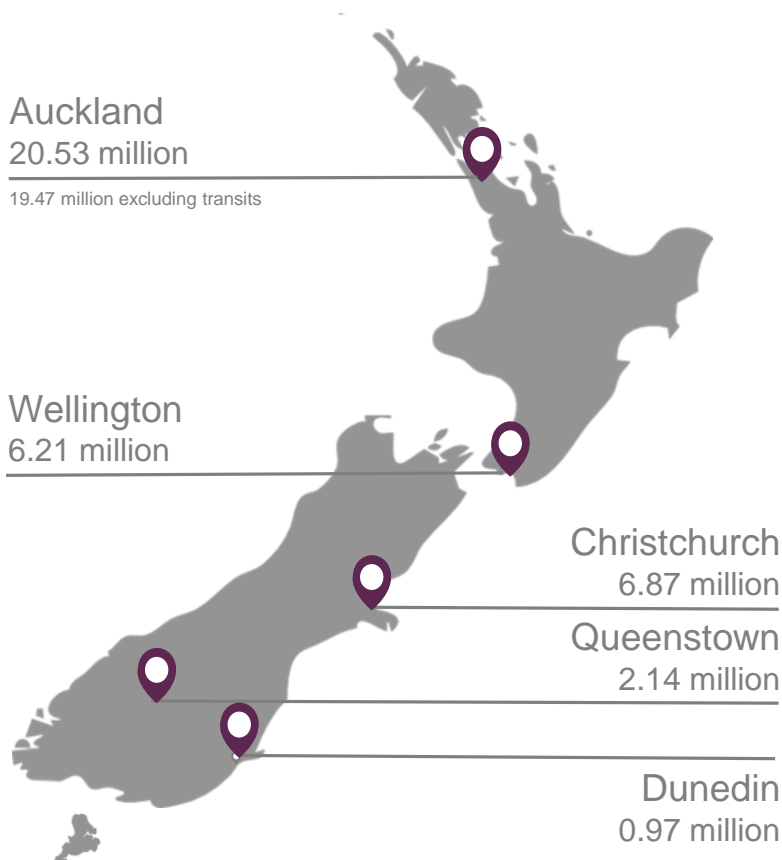 Auckland
20.53 million
19.47 million excluding transits
Wellington
6.21 million
Christchurch
6.87 million
Queenstown
2.14 million
Dunedin
0.97 million